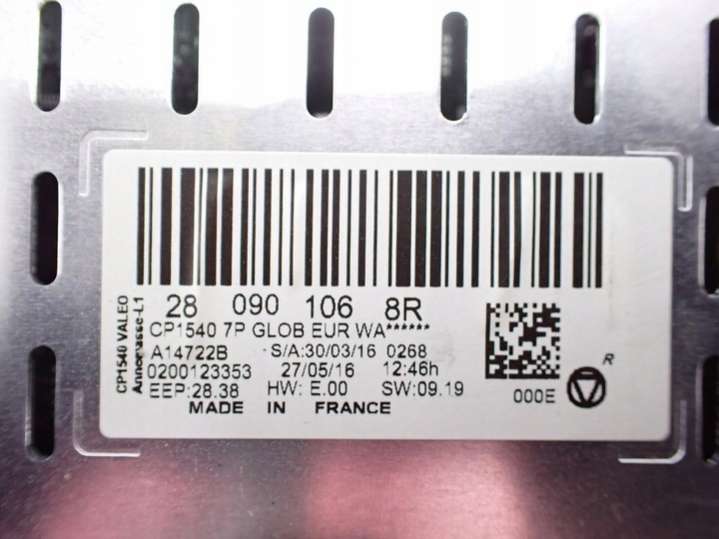 CP1540 VALEO
Annemasse-L1
28 090 106 8R
CP1540 7P GLOB EUR WA******
A14722B S/A:30/03/16 0268
0200123353 27/05/16 12:46h
EEP:28.38 HW: E.00 SW:09.19
MADE IN FRANCE
000E
R